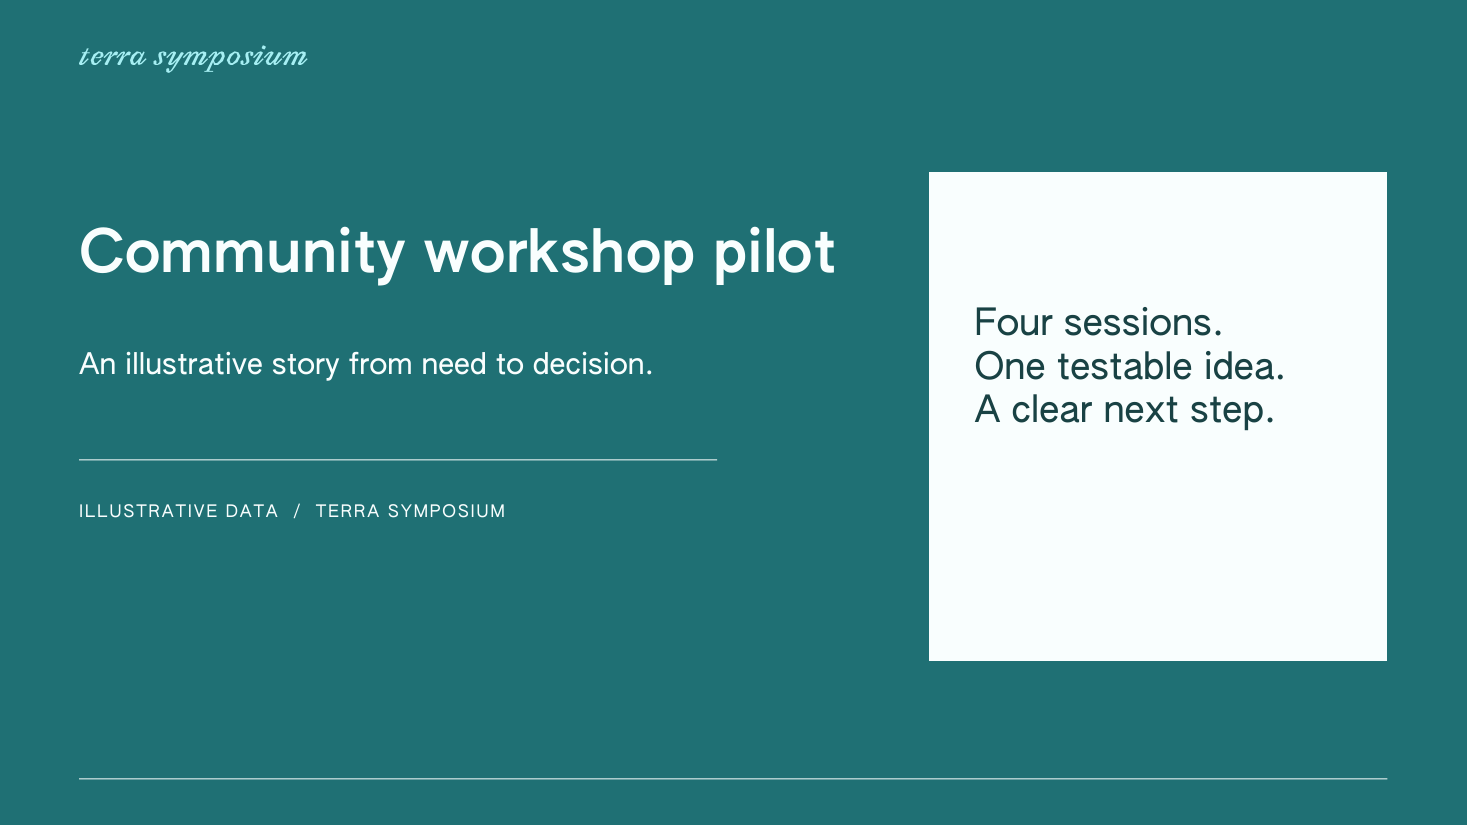 terra symposium
Community workshop pilot
An illustrative story from need to decision.
ILLUSTRATIVE DATA / TERRA SYMPOSIUM
Four sessions.
One testable idea.
A clear next step.